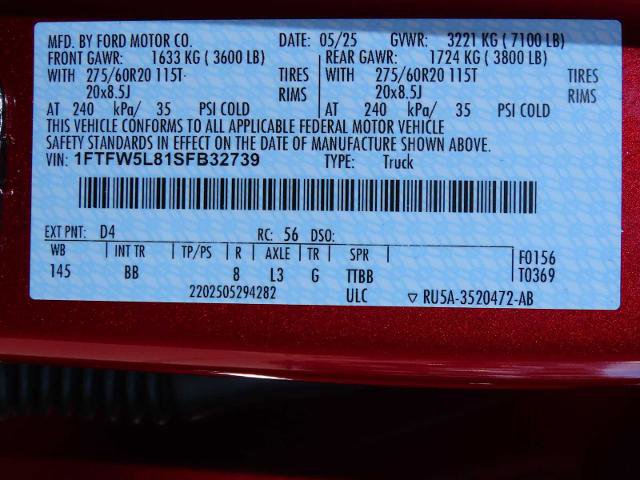 MFD. BY FORD MOTOR CO. DATE: 05/25 GVWR: 3221 KG ( 7100 LB)
FRONT GAWR: 1633 KG ( 3600 LB) REAR GAWR: 1724 KG ( 3800 LB)
WITH 275/60R20 115T TIRES WITH 275/60R20 115T TIRES
20x8.5J RIMS 20x8.5J RIMS
AT 240 kPa/ 35 PSI COLD AT 240 kPa/ 35 PSI COLD
THIS VEHICLE CONFORMS TO ALL APPLICABLE FEDERAL MOTOR VEHICLE
SAFETY STANDARDS IN EFFECT ON THE DATE OF MANUFACTURE SHOWN ABOVE.
VIN: 1FTFW5L81SFB32739 TYPE: Truck
EXT PNT: D4 RC: 56 DSO:
WB INT TR TP/PS R AXLE TR SPR F0156
145 BB 8 L3 G TTBB T0369
2202505294282 ULC ▽ RU5A-3520472-AB